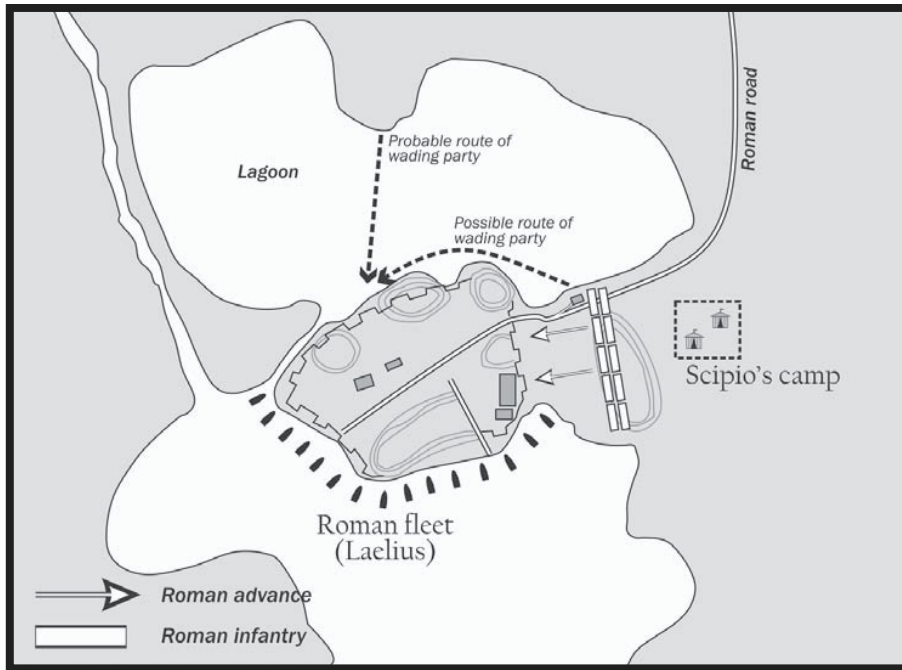 Roman road
Probable route of
wading party
Lagoon
Possible route of
wading party
Scipio's camp
Roman fleet
(Laelius)
Roman advance
Roman infantry